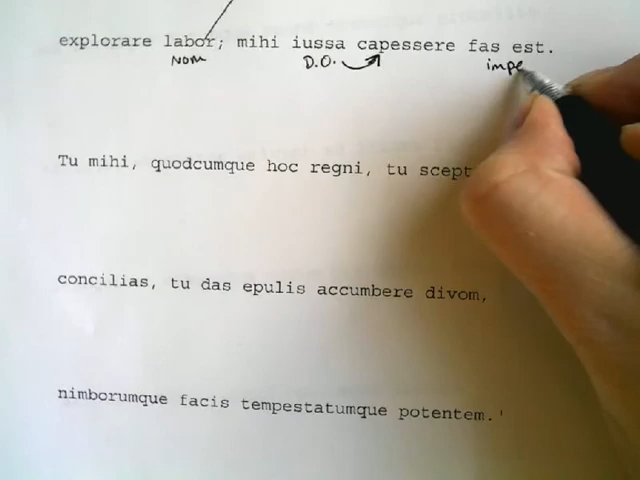 explorare labor; mihi iussa capessere fas est.
Nom D.O. impe
Tu mihi, quodcumque hoc regni, tu scept
concilias, tu das epulis accumbere divom,
nimborumque facis tempestatumque potentem.'